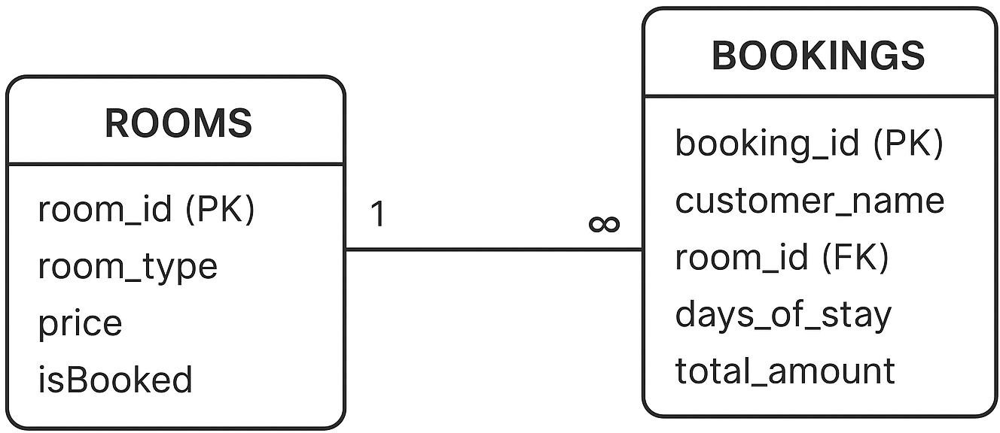 ROOMS
room_id (PK)
room_type
price
isBooked
1
∞
BOOKINGS
booking_id (PK)
customer_name
room_id (FK)
days_of_stay
total_amount